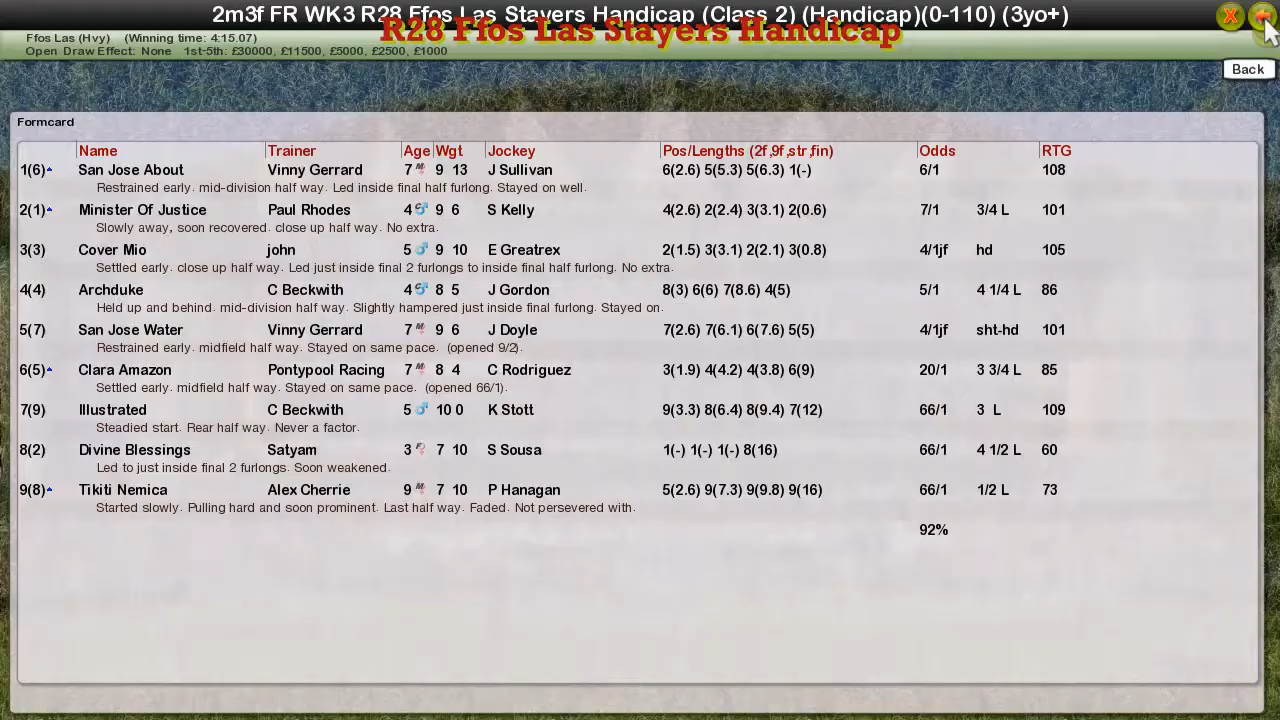 2m3f FR WK3 R28 Ffos Las Stayers Handicap (Class 2) (Handicap)(0-110) (3yo+)
R28 Ffos Las Stayers Handicap
Ffos Las (Hvy) (Winning time: 4:15.07)
Open Draw Effect: None 1st-5th: £30000, £11500, £5000, £2500, £1000
X
Back
Formcard
Name Trainer Age Wgt Jockey Pos/Lengths (2f,9f,str,fin) Odds RTG
1(6) San Jose About Vinny Gerrard 7 9 13 J Sullivan 6(2.6) 5(5.3) 5(6.3) 1(-) 6/1 108
Restrained early. mid-division half way. Led inside final half furlong. Stayed on well.
2(1) Minister Of Justice Paul Rhodes 4 9 6 S Kelly 4(2.6) 2(2.4) 3(3.1) 2(0.6) 7/1 3/4 L 101
Slowly away, soon recovered. close up half way. No extra.
3(3) Cover Mio john 5 9 10 E Greatrex 2(1.5) 3(3.1) 2(2.1) 3(0.8) 4/1jf hd 105
Settled early. close up half way. Led just inside final 2 furlongs to inside final half furlong. No extra.
4(4) Archduke C Beckwith 4 8 5 J Gordon 8(3) 6(6) 7(8.6) 4(5) 5/1 4 1/4 L 86
Held up and behind. mid-division half way. Slightly hampered just inside final furlong. Stayed on.
5(7) San Jose Water Vinny Gerrard 7 9 6 J Doyle 7(2.6) 7(6.1) 6(7.6) 5(5) 4/1jf sht-hd 101
Restrained early. midfield half way. Stayed on same pace. (opened 9/2).
6(5) Clara Amazon Pontypool Racing 7 8 4 C Rodriguez 3(1.9) 4(4.2) 4(3.8) 6(9) 20/1 3 3/4 L 85
Settled early. midfield half way. Stayed on same pace. (opened 66/1).
7(9) Illustrated C Beckwith 5 10 0 K Stott 9(3.3) 8(6.4) 8(9.4) 7(12) 66/1 3 L 109
Steadied start. Rear half way. Never a factor.
8(2) Divine Blessings Satyam 3 7 10 S Sousa 1(-) 1(-) 1(-) 8(16) 66/1 4 1/2 L 60
Led to just inside final 2 furlongs. Soon weakened.
9(8) Tikiti Nemica Alex Cherrie 9 7 10 P Hanagan 5(2.6) 9(7.3) 9(9.8) 9(16) 66/1 1/2 L 73
Started slowly. Pulling hard and soon prominent. Last half way. Faded. Not persevered with.
92%